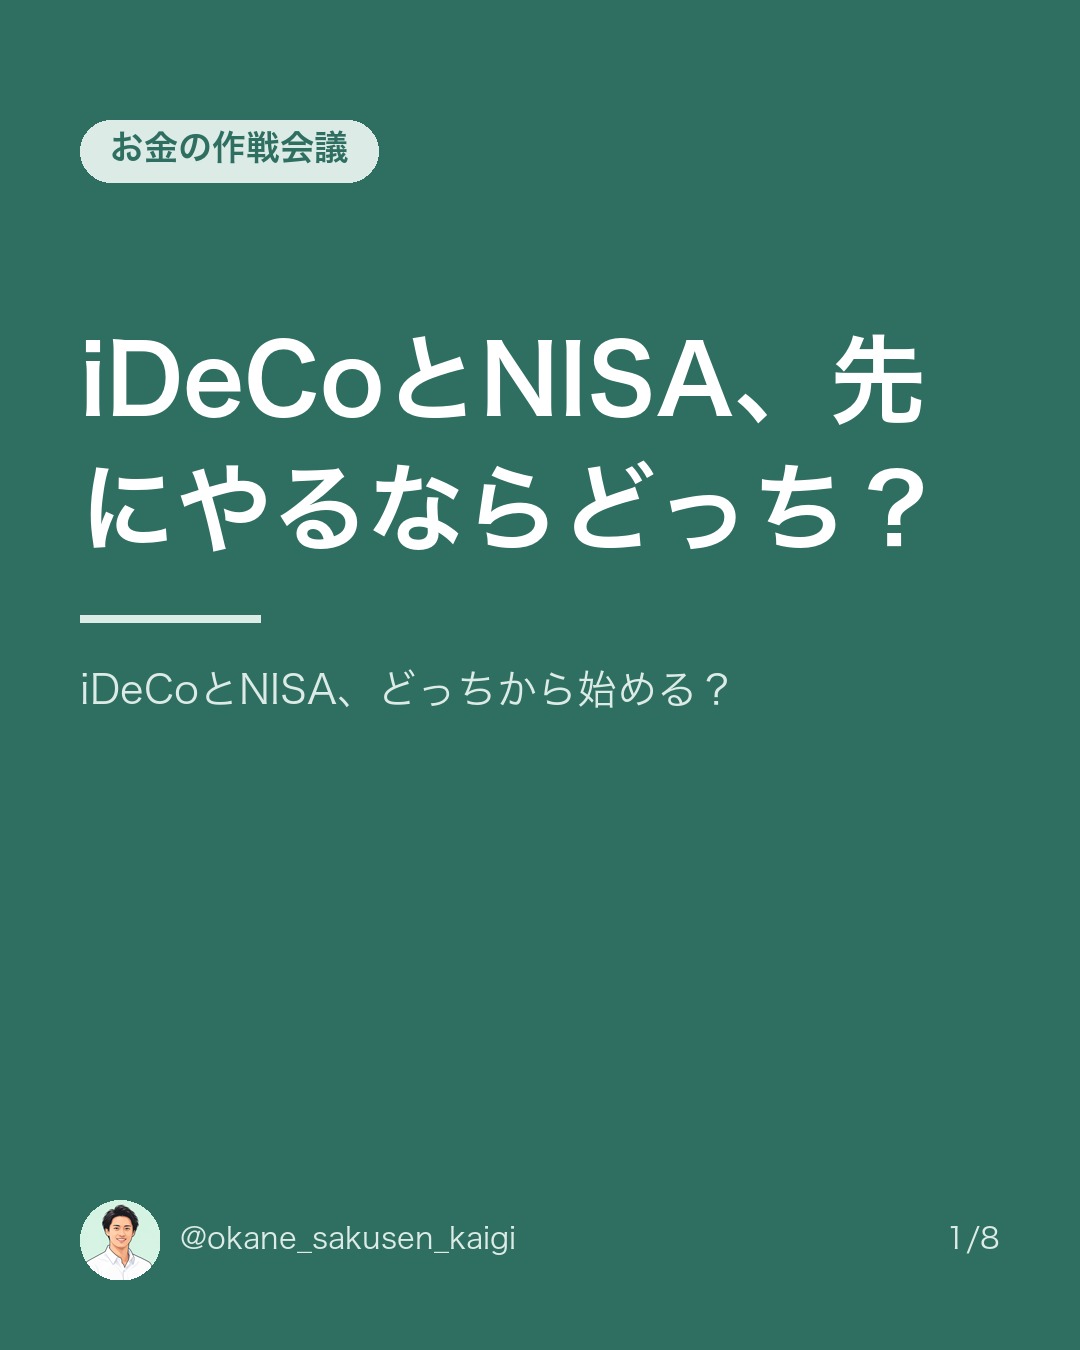 お金の作戦会議
iDeCoとNISA、先
にやるならどっち？
iDeCoとNISA、どっちから始める？
@okane_sakusen_kaigi
1/8